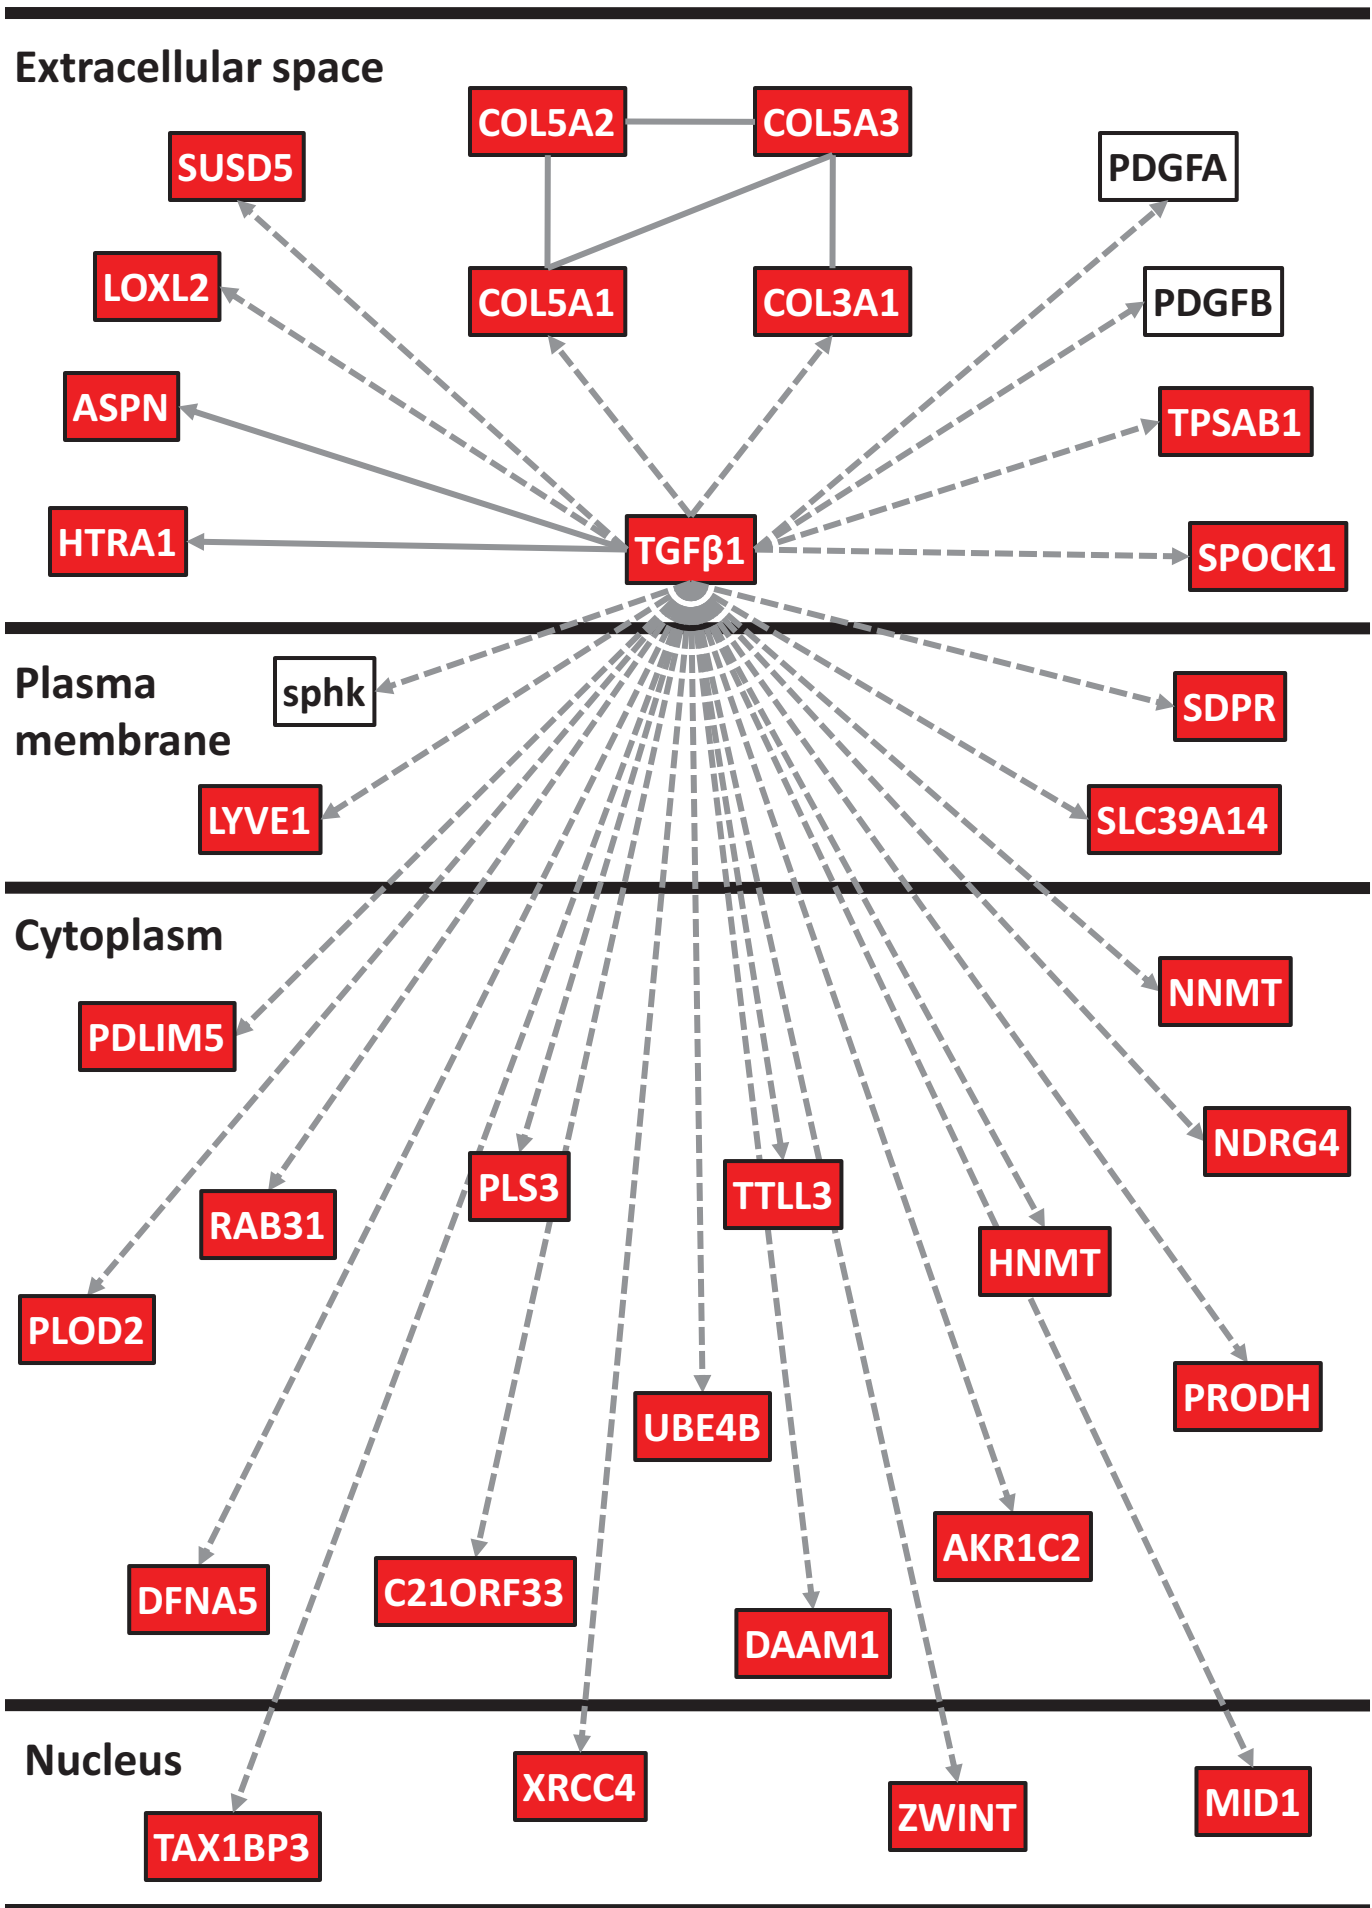 Extracellular space
COL5A2
COL5A3
SUSD5
PDGFA
LOXL2
COL5A1
COL3A1
PDGFB
ASPN
TPSAB1
HTRA1
TGFβ1
SPOCK1
Plasma
membrane
sphk
SDPR
LYVE1
SLC39A14
Cytoplasm
NNMT
PDLIM5
NDRG4
PLS3
TTLL3
RAB31
HNMT
PLOD2
PRODH
UBE4B
AKR1C2
DFNA5
C21ORF33
DAAM1
Nucleus
XRCC4
MID1
ZWINT
TAX1BP3